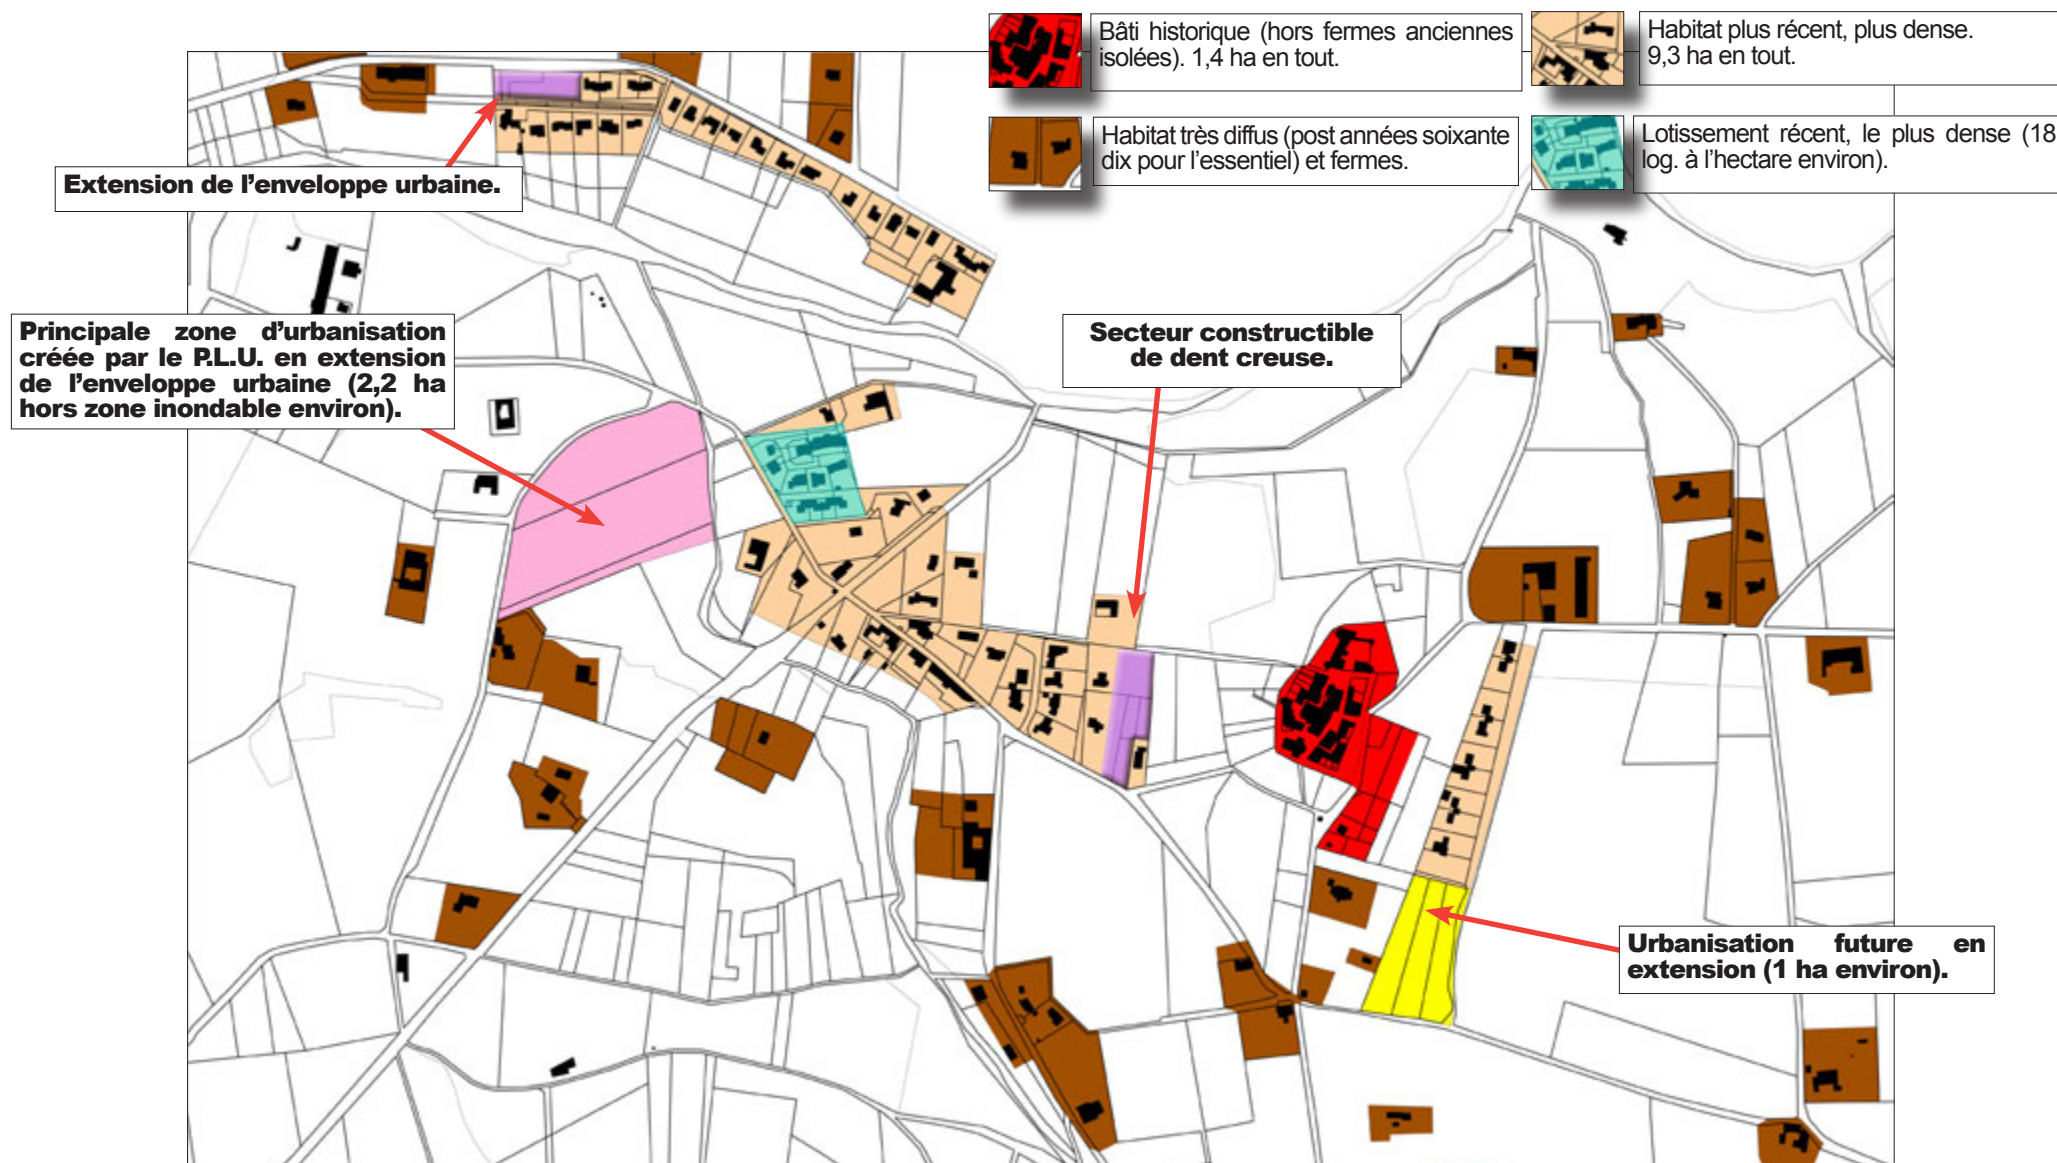 Bâti historique (hors fermes anciennes
isolées). 1,4 ha en tout.
Habitat plus récent, plus dense.
9,3 ha en tout.
Habitat très diffus (post années soixante
dix pour l'essentiel) et fermes.
Lotissement récent, le plus dense (18
log. à l'hectare environ).
Extension de l'enveloppe urbaine.
Principale zone d'urbanisation
créée par le P.L.U. en extension
de l'enveloppe urbaine (2,2 ha
hors zone inondable environ).
Secteur constructible
de dent creuse.
Urbanisation future en
extension (1 ha environ).